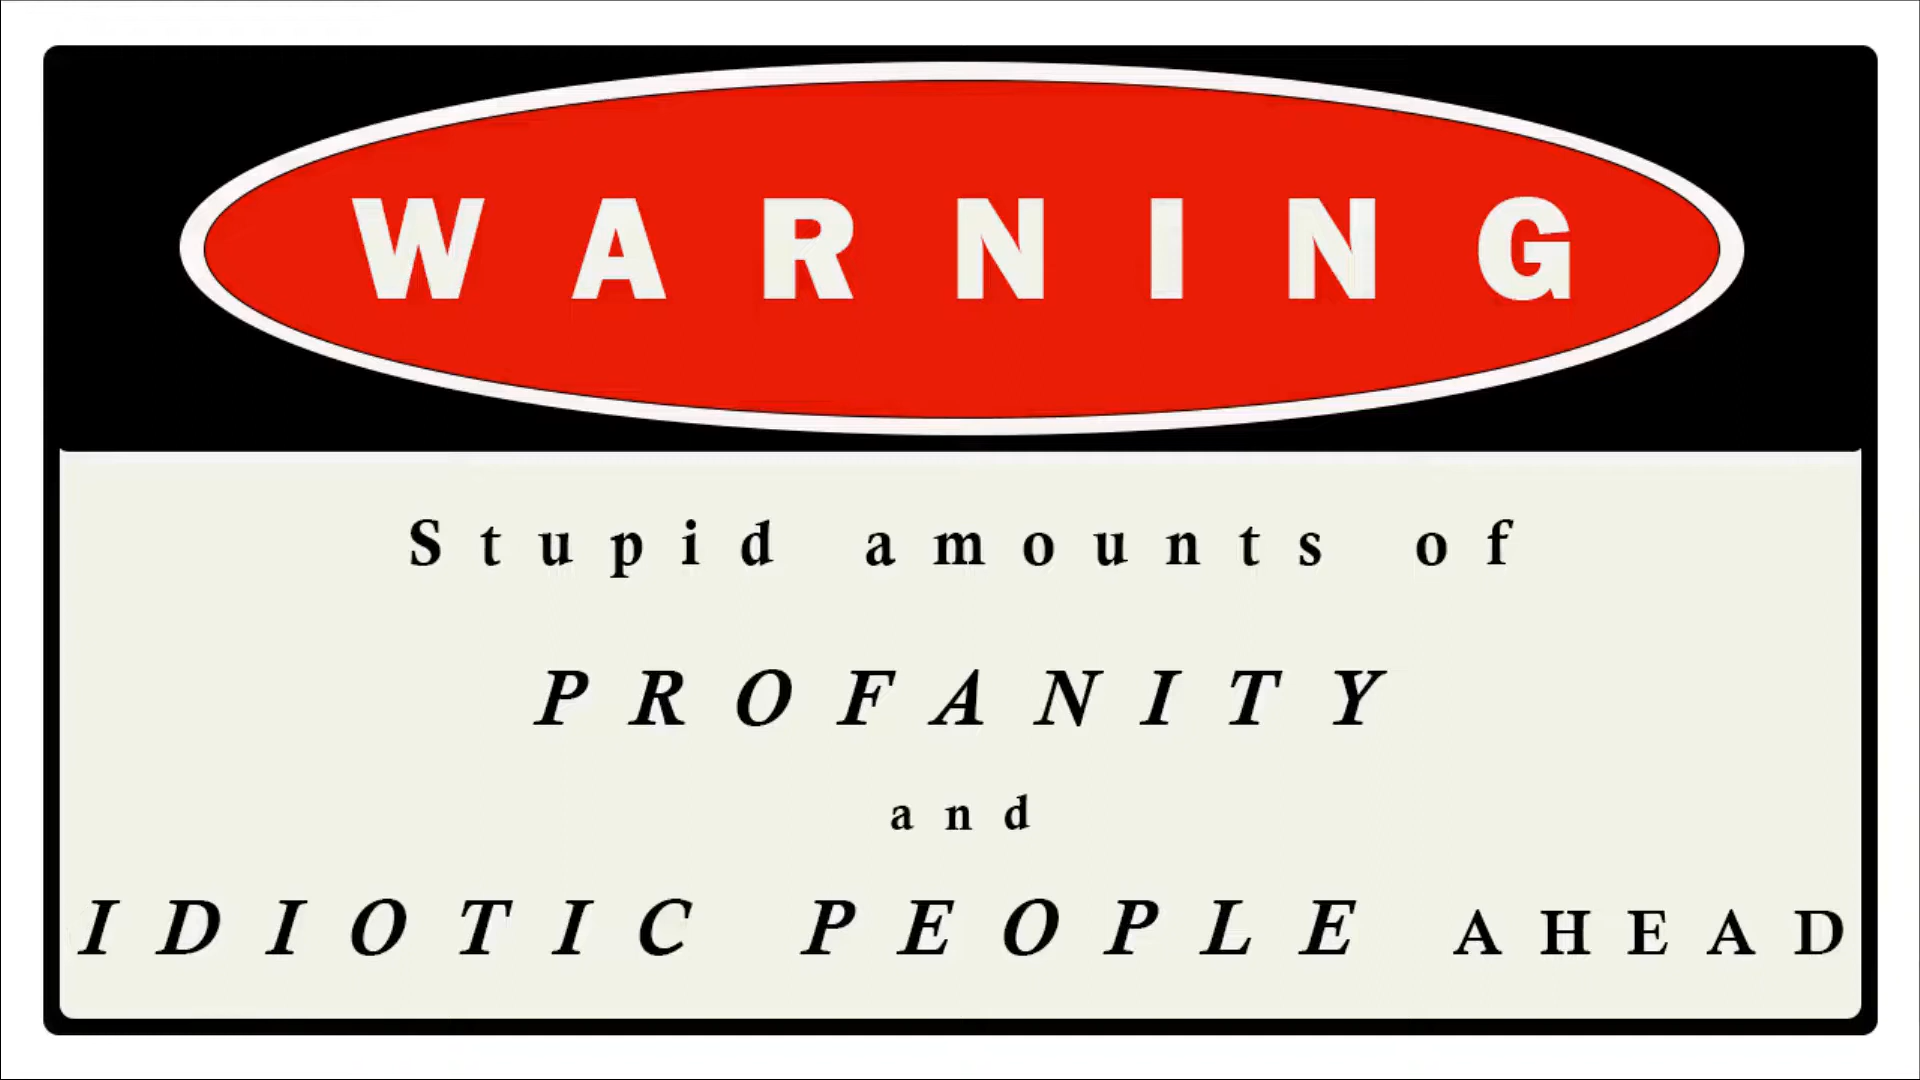 WARNING
Stupid amounts of
PROFANITY
and
IDIOTIC PEOPLE AHEAD